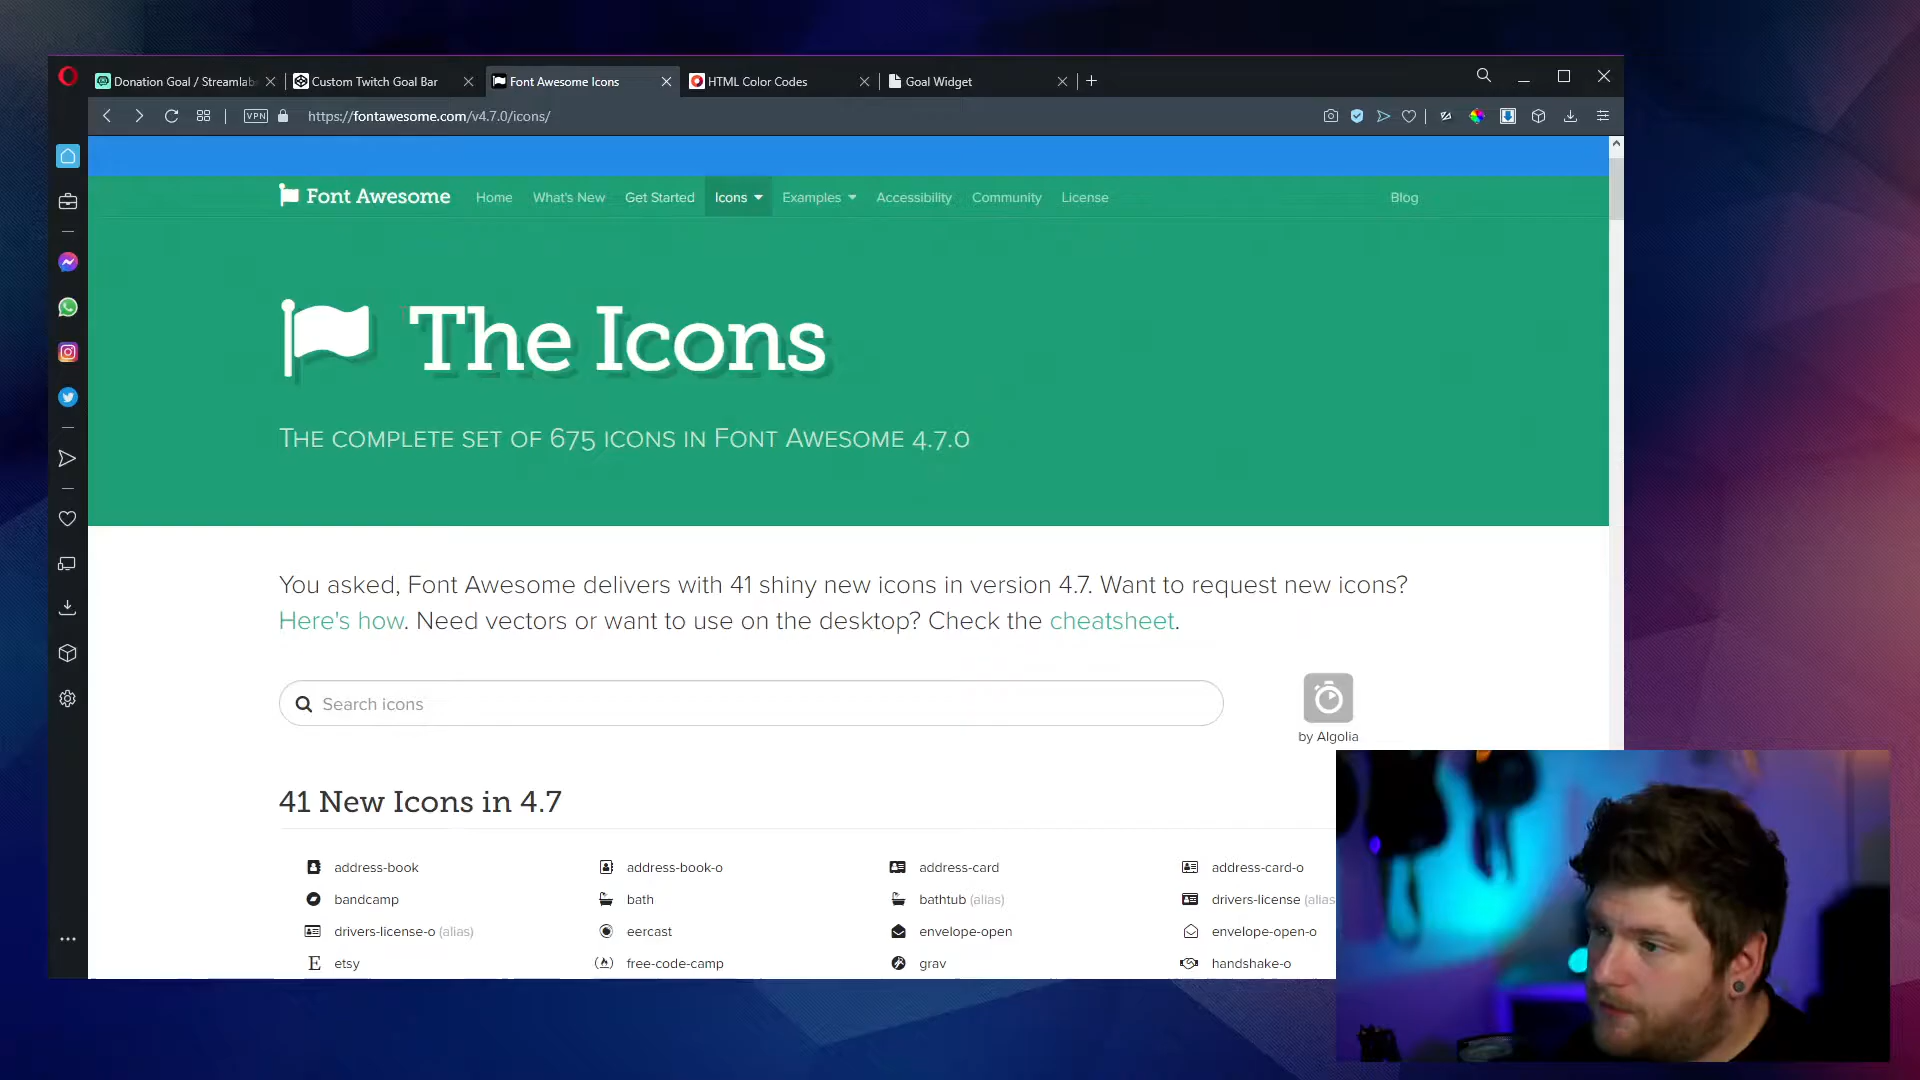 Donation Goal / Streamlab
Custom Twitch Goal Bar
Font Awesome Icons
HTML Color Codes
Goal Widget
VPN
https://fontawesome.com/v4.7.0/icons/
Font Awesome
Home
What's New
Get Started
Icons
Examples
Accessibility
Community
License
Blog
The Icons
THE COMPLETE SET OF 675 ICONS IN FONT AWESOME 4.7.0
You asked, Font Awesome delivers with 41 shiny new icons in version 4.7. Want to request new icons?
Here's how. Need vectors or want to use on the desktop? Check the cheatsheet.
Search icons
by Algolia
41 New Icons in 4.7
address-book
address-book-o
address-card
address-card-o
bandcamp
bath
bathtub (alias)
drivers-license (alias
drivers-license-o (alias)
eercast
envelope-open
envelope-open-o
etsy
free-code-camp
grav
handshake-o